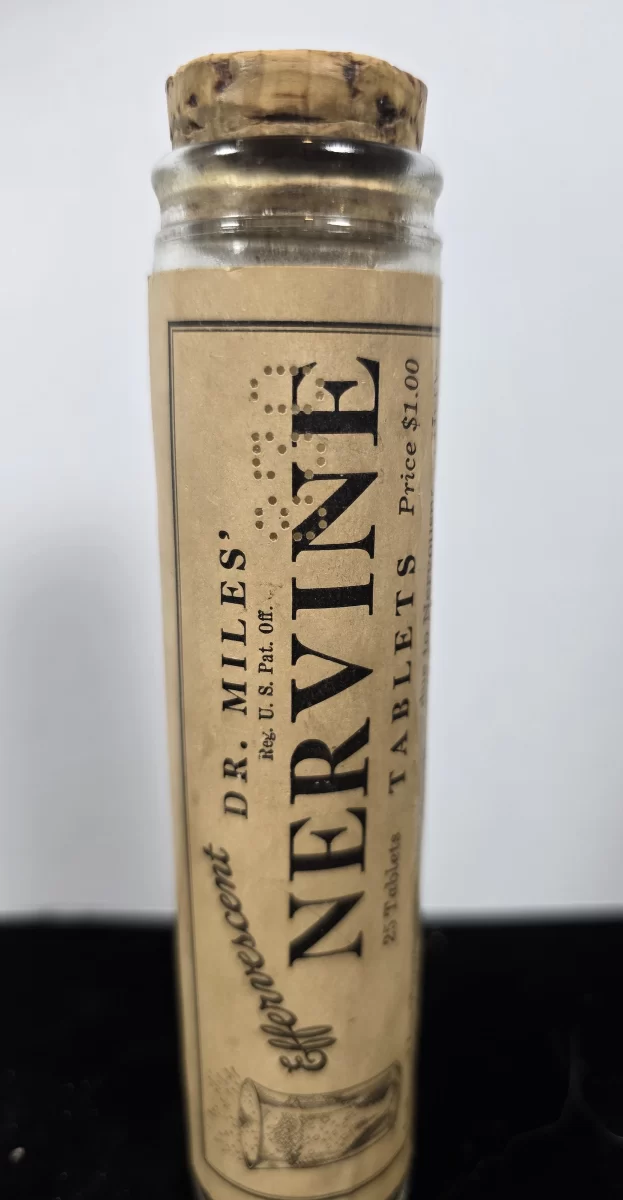 Effervescent
DR. MILES'
Reg. U. S. Pat. Off.
NERVINE
25 Tablets TABLETS Price $1.00